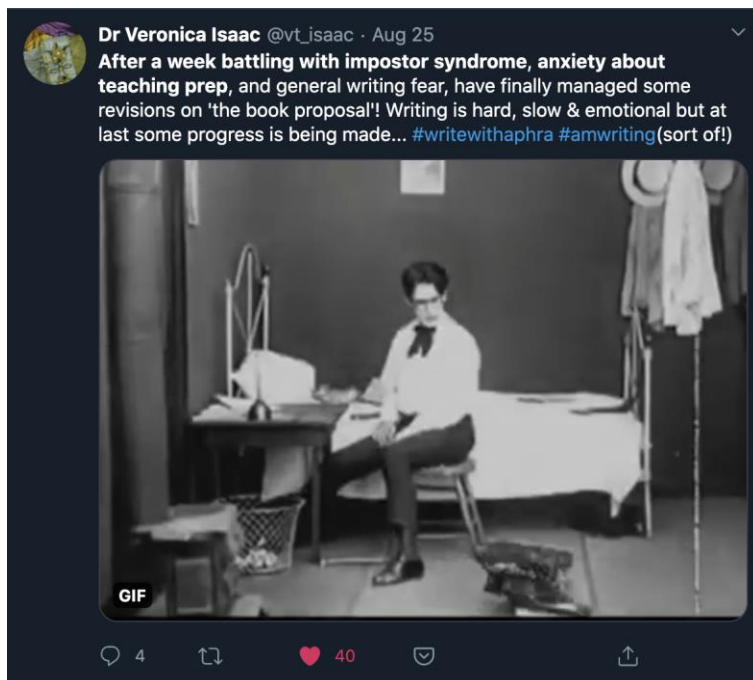 Dr Veronica Isaac @vt_isaac · Aug 25
After a week battling with impostor syndrome, anxiety about
teaching prep, and general writing fear, have finally managed some
revisions on 'the book proposal'! Writing is hard, slow & emotional but at
last some progress is being made... #writewithaphra #amwriting(sort of!)
GIF
4 40